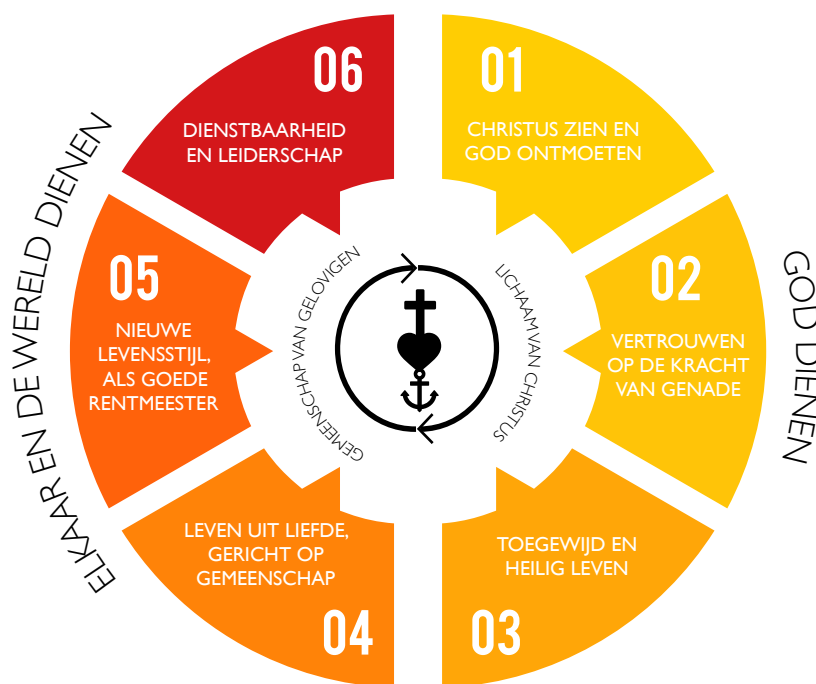 01
CHRISTUS ZIEN EN
GOD ONTMOETEN
02
VERTROUWEN
OP DE KRACHT
VAN GENADE
03
TOEGEWIJD EN
HEILIG LEVEN
04
LEVEN UIT LIEFDE,
GERICHT OP
GEMEENSCHAP
05
NIEUWE
LEVENSSTIJL,
ALS GOEDE
RENTMEESTER
06
DIENSTBAARHEID
EN LEIDERSCHAP
GOD DIENEN
ELKAAR EN DE WERELD DIENEN
LICHAAM VAN CHRISTUS
GEMEENSCHAP VAN GELOVIGEN